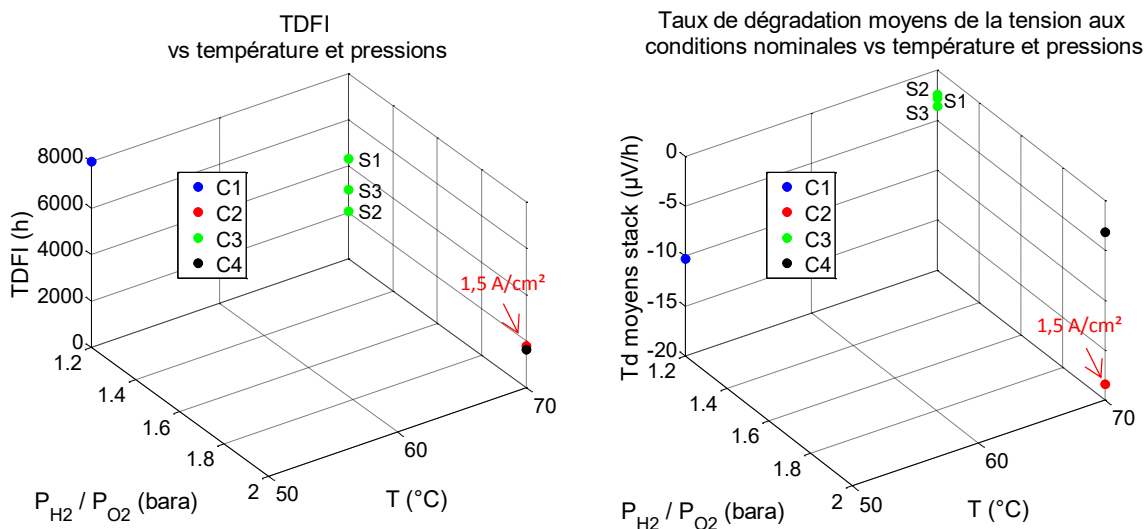 TDFI
vs température et pressions
8000
6000
4000
2000
0
TDFI (h)
1.2
1.4
1.6
1.8
2
P_H2 / P_O2 (bara)
50
60
70
T (°C)
C1
C2
C3
C4
S1
S3
S2
1,5 A/cm²
Taux de dégradation moyens de la tension aux
conditions nominales vs température et pressions
0
-5
-10
-15
-20
Td moyens stack (µV/h)
1.2
1.4
1.6
1.8
2
P_H2 / P_O2 (bara)
50
60
70
T (°C)
C1
C2
C3
C4
S2
S1
S3
1,5 A/cm²